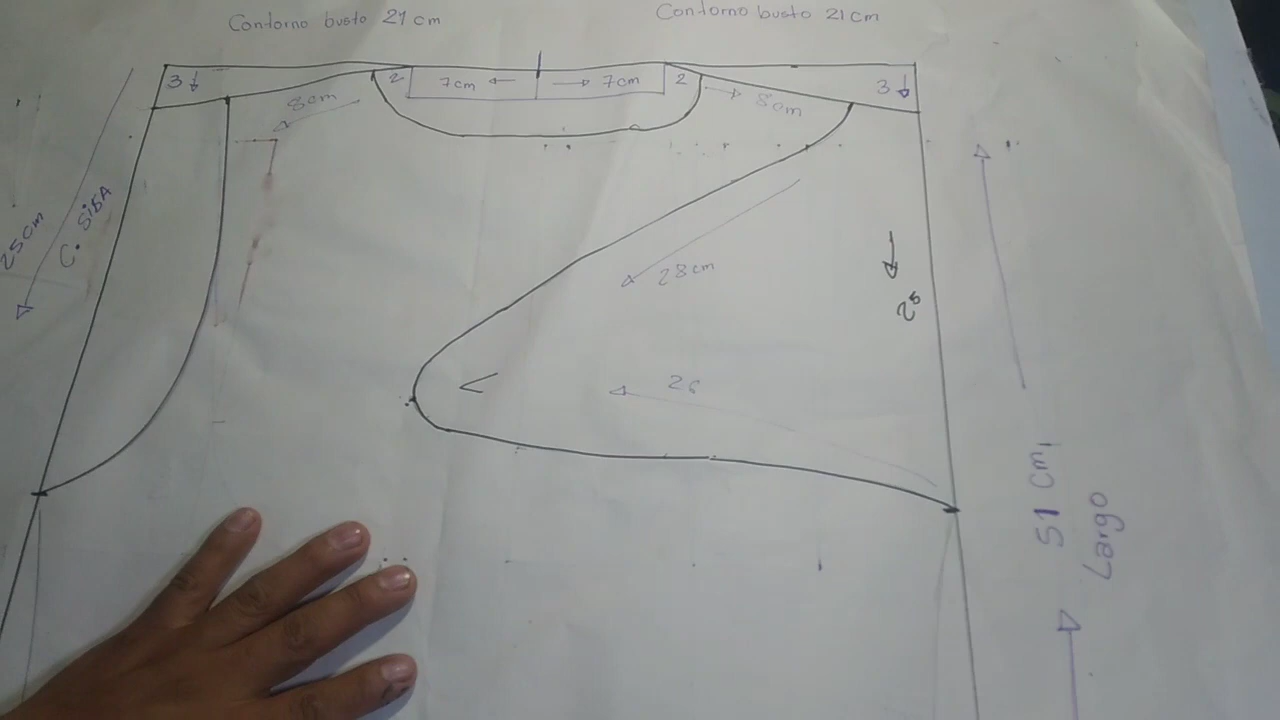 Contorno busto 21 cm
Contorno busto 21 cm
3
2
7cm
7cm
2
3
8cm
8cm
25cm
C. SiSA
28cm
25
26
51 cm
Largo